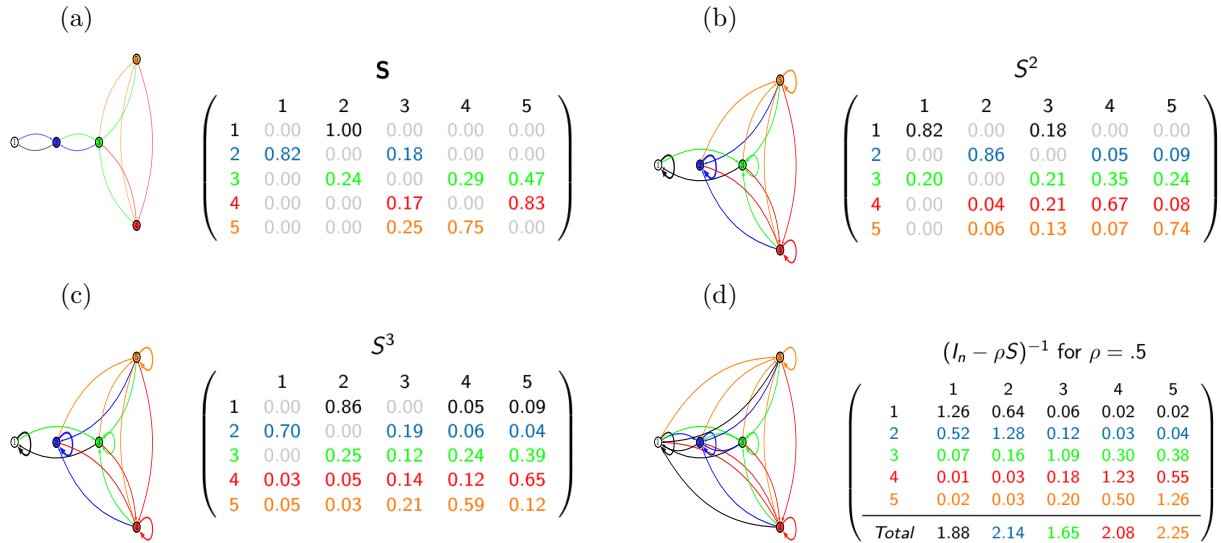 (a)
S
1 2 3 4 5
1 0.00 1.00 0.00 0.00 0.00
2 0.82 0.00 0.18 0.00 0.00
3 0.00 0.24 0.00 0.29 0.47
4 0.00 0.00 0.17 0.00 0.83
5 0.00 0.00 0.25 0.75 0.00
(b)
S²
1 2 3 4 5
1 0.82 0.00 0.18 0.00 0.00
2 0.00 0.86 0.00 0.05 0.09
3 0.20 0.00 0.21 0.35 0.24
4 0.00 0.04 0.21 0.67 0.08
5 0.00 0.06 0.13 0.07 0.74
(c)
S³
1 2 3 4 5
1 0.00 0.86 0.00 0.05 0.09
2 0.70 0.00 0.19 0.06 0.04
3 0.00 0.25 0.12 0.24 0.39
4 0.03 0.05 0.14 0.12 0.65
5 0.05 0.03 0.21 0.59 0.12
(d)
(Iₙ − ρS)⁻¹ for ρ = .5
1 2 3 4 5
1 1.26 0.64 0.06 0.02 0.02
2 0.52 1.28 0.12 0.03 0.04
3 0.07 0.16 1.09 0.30 0.38
4 0.01 0.03 0.18 1.23 0.55
5 0.02 0.03 0.20 0.50 1.26
Total 1.88 2.14 1.65 2.08 2.25